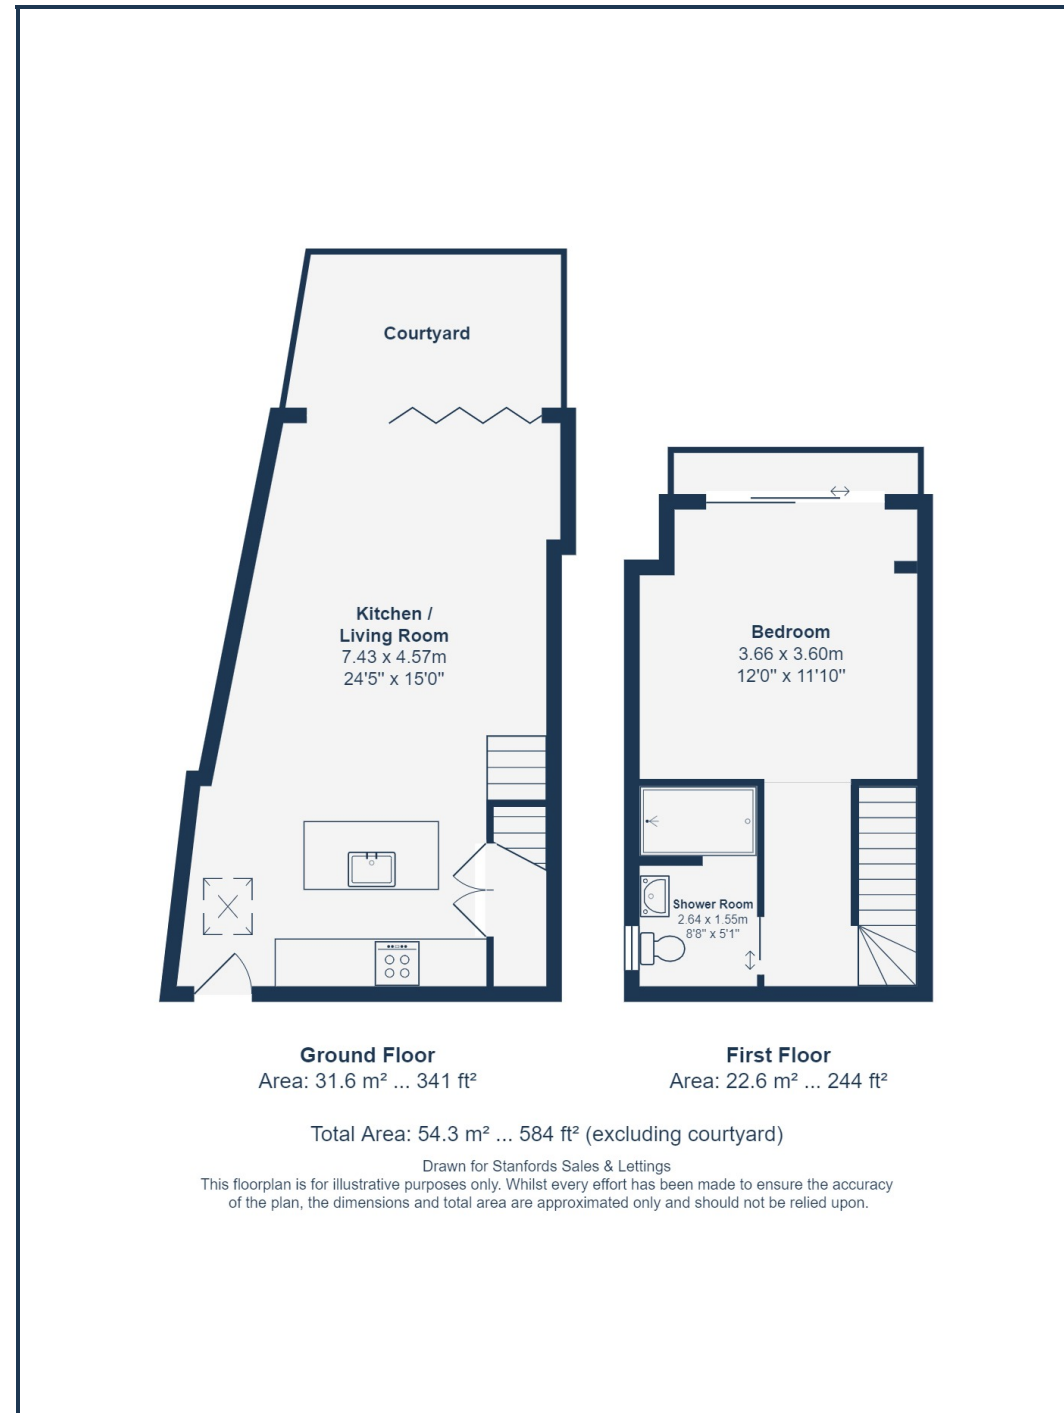 Courtyard
Kitchen /
Living Room
7.43 x 4.57m
24'5" x 15'0"
Bedroom
3.66 x 3.60m
12'0" x 11'10"
Shower Room
2.64 x 1.55m
8'8" x 5'1"
Ground Floor
Area: 31.6 m² ... 341 ft²
First Floor
Area: 22.6 m² ... 244 ft²
Total Area: 54.3 m² ... 584 ft² (excluding courtyard)
Drawn for Stanfords Sales & Lettings
This floorplan is for illustrative purposes only. Whilst every effort has been made to ensure the accuracy
of the plan, the dimensions and total area are approximated only and should not be relied upon.